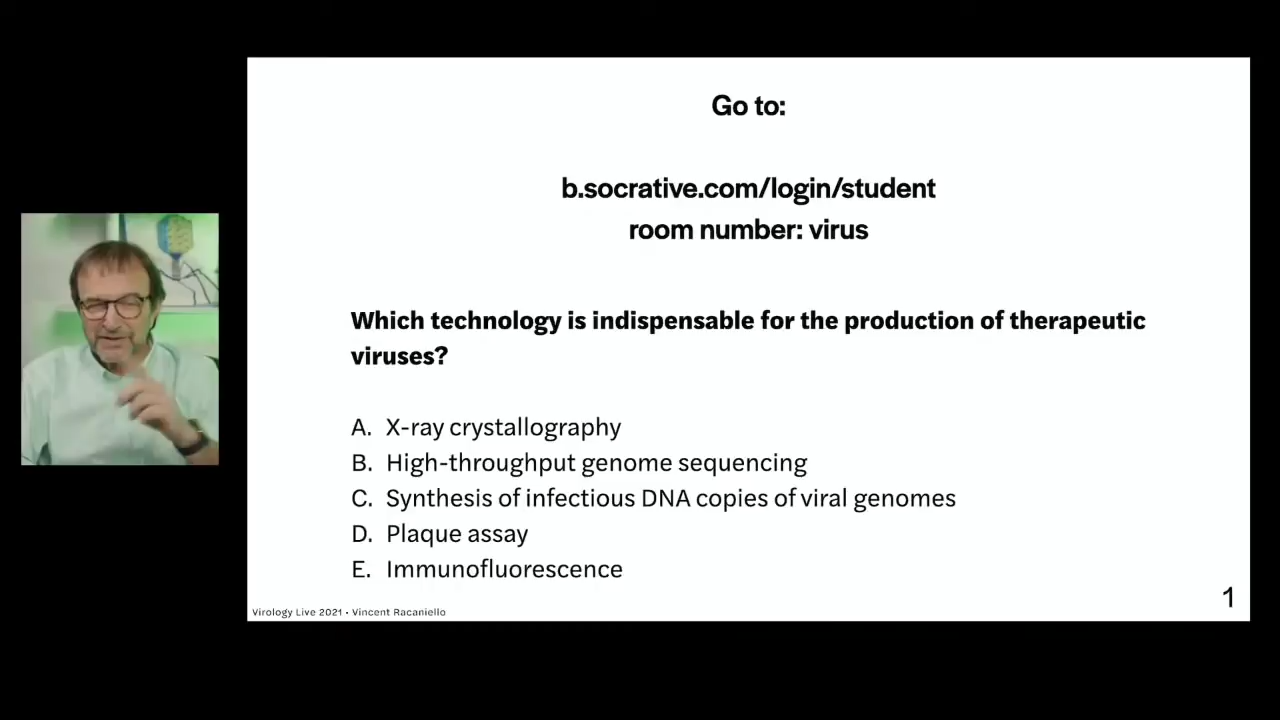 Go to:
b.socrative.com/login/student
room number: virus
Which technology is indispensable for the production of therapeutic
viruses?
A. X-ray crystallography
B. High-throughput genome sequencing
C. Synthesis of infectious DNA copies of viral genomes
D. Plaque assay
E. Immunofluorescence
Virology Live 2021 • Vincent Racaniello
1